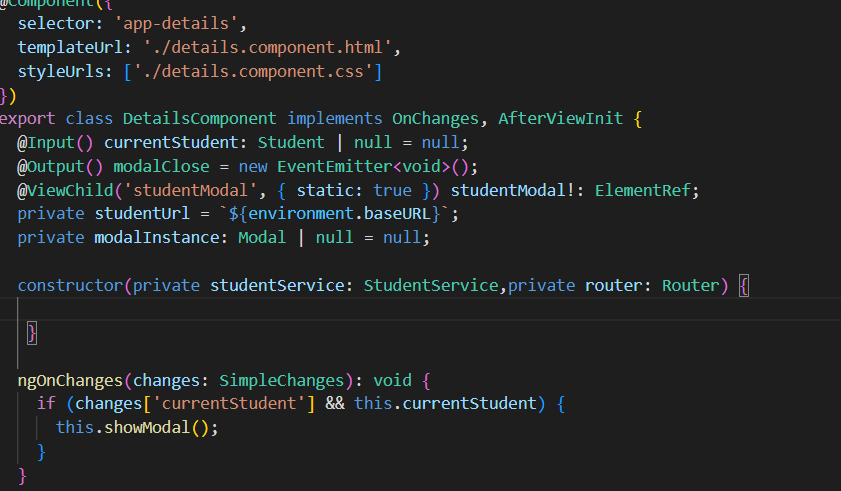 @Component({
  selector: 'app-details',
  templateUrl: './details.component.html',
  styleUrls: ['./details.component.css']
})
export class DetailsComponent implements OnChanges, AfterViewInit {
  @Input() currentStudent: Student | null = null;
  @Output() modalClose = new EventEmitter<void>();
  @ViewChild('studentModal', { static: true }) studentModal!: ElementRef;
  private studentUrl = `${environment.baseURL}`;
  private modalInstance: Modal | null = null;

  constructor(private studentService: StudentService,private router: Router) {

   }

  ngOnChanges(changes: SimpleChanges): void {
    if (changes['currentStudent'] && this.currentStudent) {
      this.showModal();
    }
  }